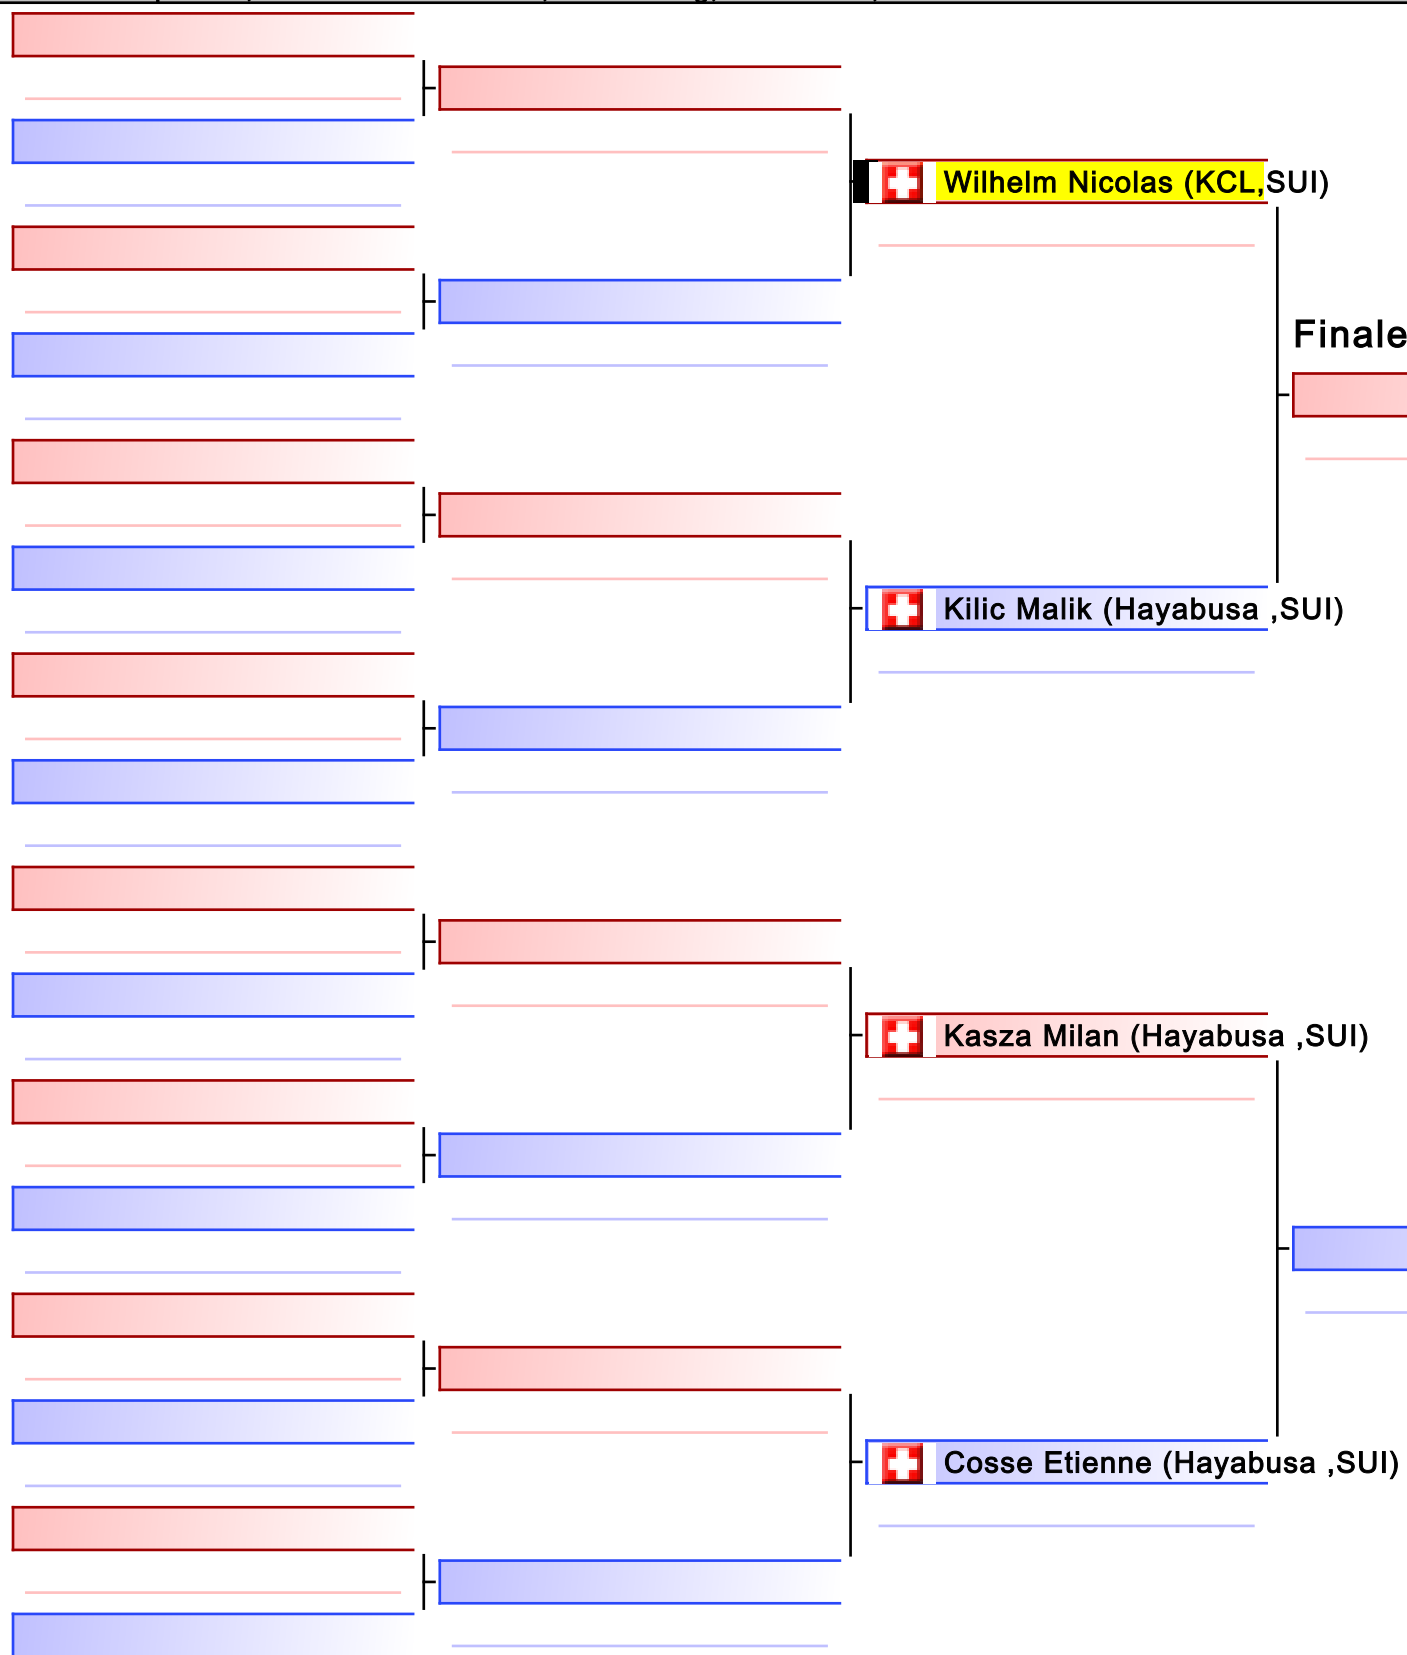 Wilhelm Nicolas (KCL,SUI)
Finale
Kilic Malik (Hayabusa ,SUI)
Kasza Milan (Hayabusa ,SUI)
Cosse Etienne (Hayabusa ,SUI)